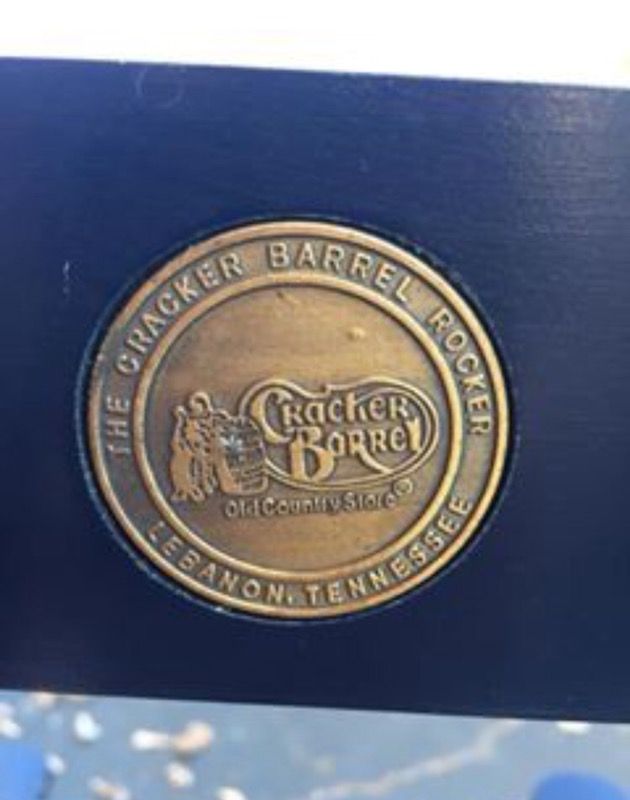 THE CRACKER BARREL ROCKER
Cracker
Barrel
Old Country Store®
LEBANON, TENNESSEE